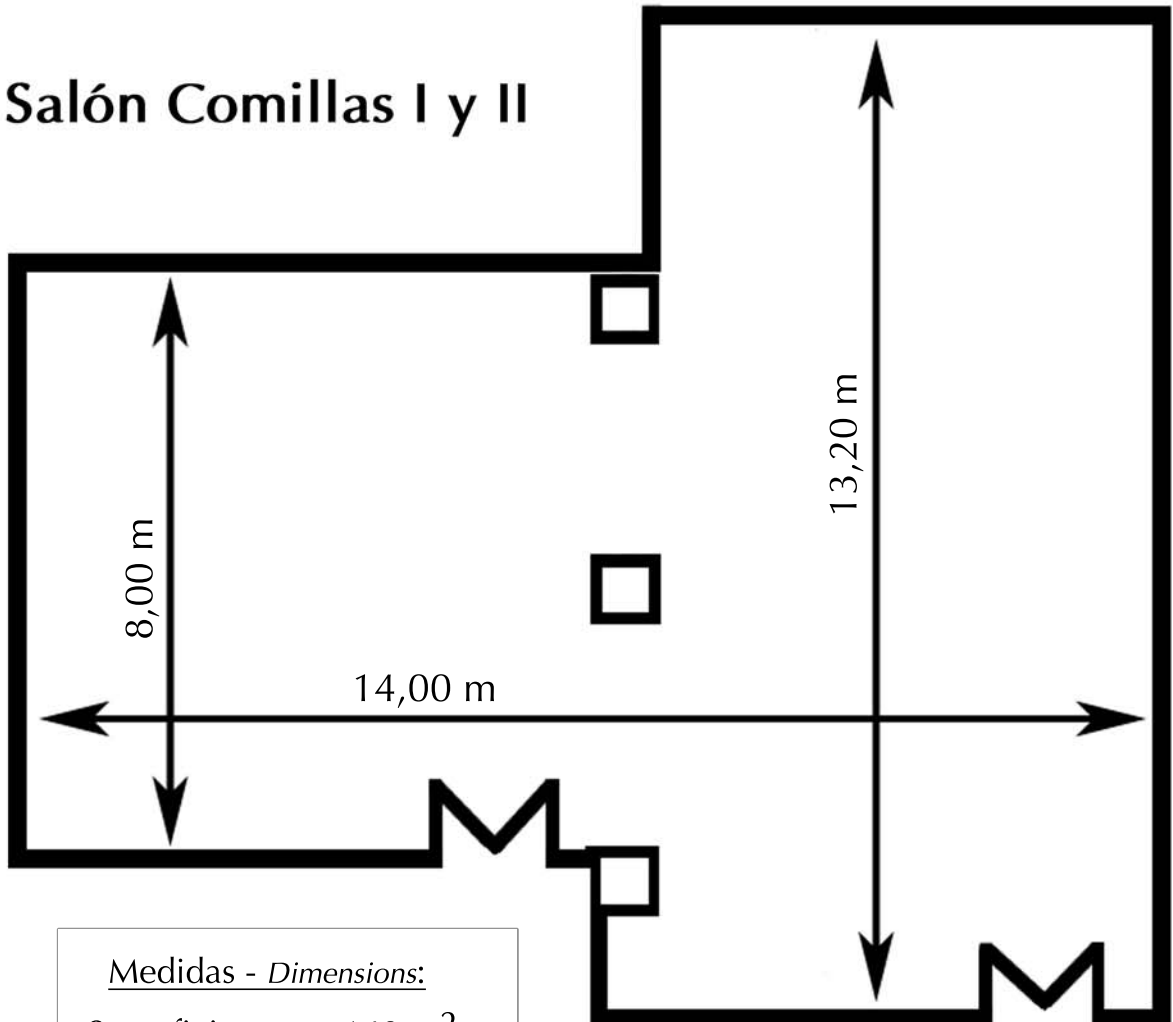 Salón Comillas I y II
13,20 m
8,00 m
14,00 m
Medidas - Dimensions: